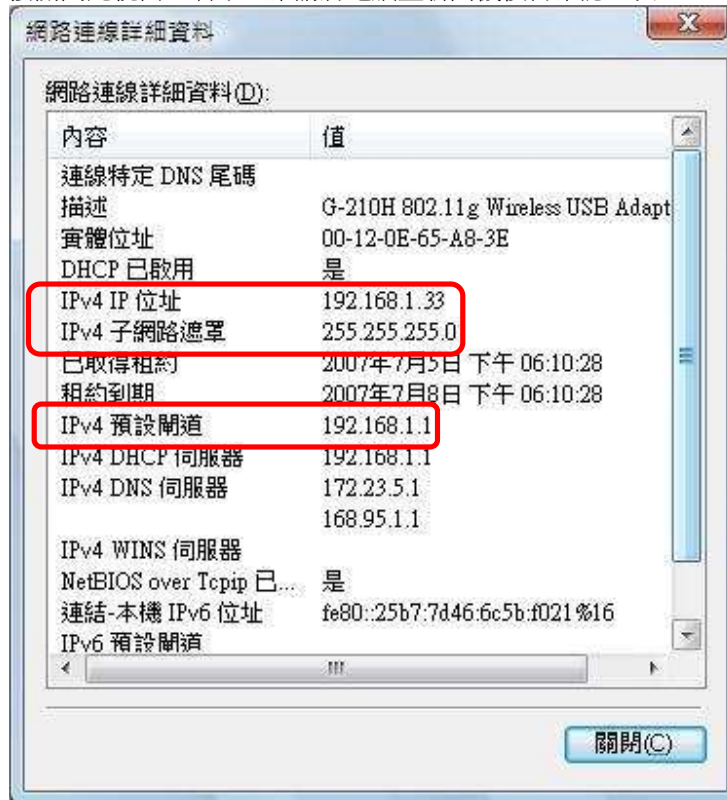 網路連線詳細資料
網路連線詳細資料(D):
內容 值
連線特定 DNS 尾碼
描述 G-210H 802.11g Wireless USB Adapt
實體位址 00-12-0E-65-A8-3E
DHCP 已啟用 是
IPv4 IP 位址 192.168.1.33
IPv4 子網路遮罩 255.255.255.0
已取得租約 2007年7月5日 下午 06:10:28
租約到期 2007年7月8日 下午 06:10:28
IPv4 預設閘道 192.168.1.1
IPv4 DHCP 伺服器 192.168.1.1
IPv4 DNS 伺服器 172.23.5.1
168.95.1.1
IPv4 WINS 伺服器
NetBIOS over Tcpip 已... 是
連結-本機 IPv6 位址 fe80::25b7:7d46:6c5b:f021%16
IPv6 預設閘道
關閉(C)